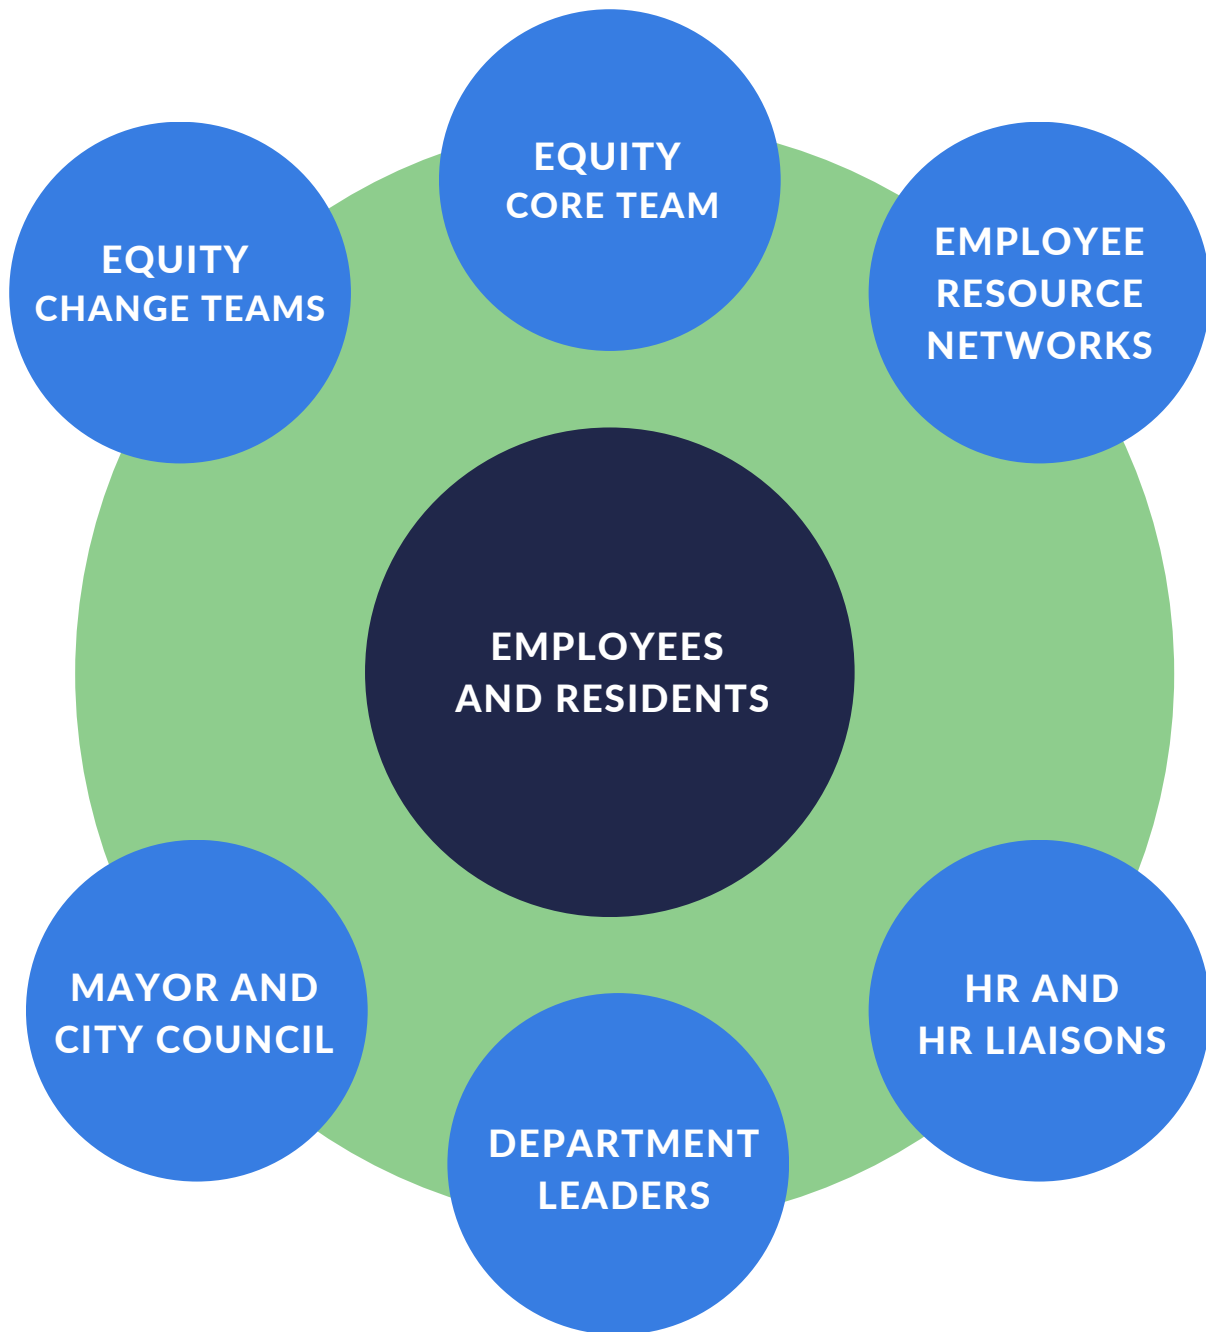 EQUITY
CORE TEAM
EQUITY
CHANGE TEAMS
EMPLOYEE
RESOURCE
NETWORKS
EMPLOYEES
AND RESIDENTS
MAYOR AND
CITY COUNCIL
HR AND
HR LIAISONS
DEPARTMENT
LEADERS